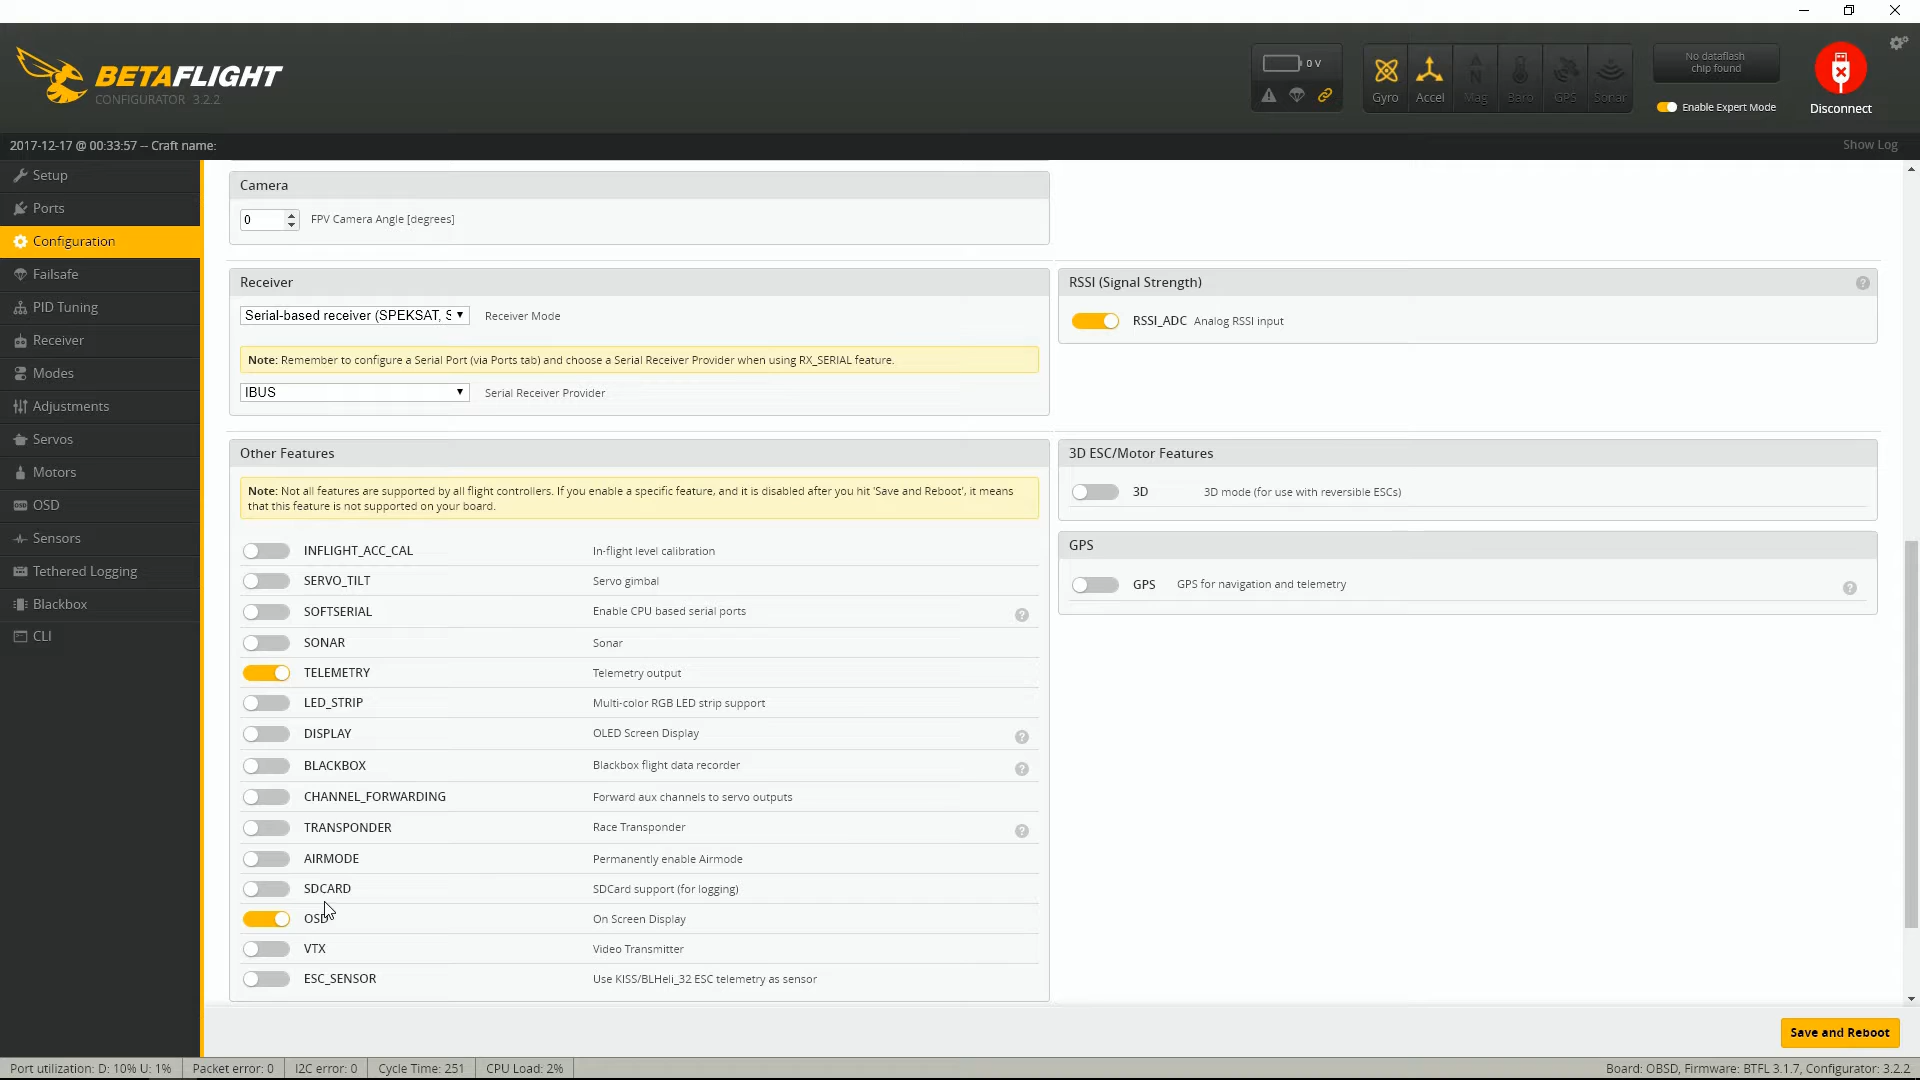 BETAFLIGHT
CONFIGURATOR 3.2.2
0 V
Gyro
Accel
Mag
Baro
GPS
Sonar
No dataflash
chip found
Enable Expert Mode
Disconnect
2017-12-17 @ 00:33:57 -- Craft name:
Show Log
Setup
Ports
Configuration
Failsafe
PID Tuning
Receiver
Modes
Adjustments
Servos
Motors
OSD
Sensors
Tethered Logging
Blackbox
CLI
Camera
0 FPV Camera Angle [degrees]
Receiver
Serial-based receiver (SPEKSAT, S Receiver Mode
Note: Remember to configure a Serial Port (via Ports tab) and choose a Serial Receiver Provider when using RX_SERIAL feature.
IBUS Serial Receiver Provider
RSSI (Signal Strength)
RSSI_ADC Analog RSSI input
Other Features
Note: Not all features are supported by all flight controllers. If you enable a specific feature, and it is disabled after you hit 'Save and Reboot', it means
that this feature is not supported on your board.
INFLIGHT_ACC_CAL In-flight level calibration
SERVO_TILT Servo gimbal
SOFTSERIAL Enable CPU based serial ports
SONAR Sonar
TELEMETRY Telemetry output
LED_STRIP Multi-color RGB LED strip support
DISPLAY OLED Screen Display
BLACKBOX Blackbox flight data recorder
CHANNEL_FORWARDING Forward aux channels to servo outputs
TRANSPONDER Race Transponder
AIRMODE Permanently enable Airmode
SDCARD SDCard support (for logging)
OSD On Screen Display
VTX Video Transmitter
ESC_SENSOR Use KISS/BLHeli_32 ESC telemetry as sensor
3D ESC/Motor Features
3D 3D mode (for use with reversible ESCs)
GPS
GPS GPS for navigation and telemetry
Save and Reboot
Port utilization: D: 10% U: 1% Packet error: 0 I2C error: 0 Cycle Time: 251 CPU Load: 2%
Board: OBSD, Firmware: BTFL 3.1.7, Configurator: 3.2.2